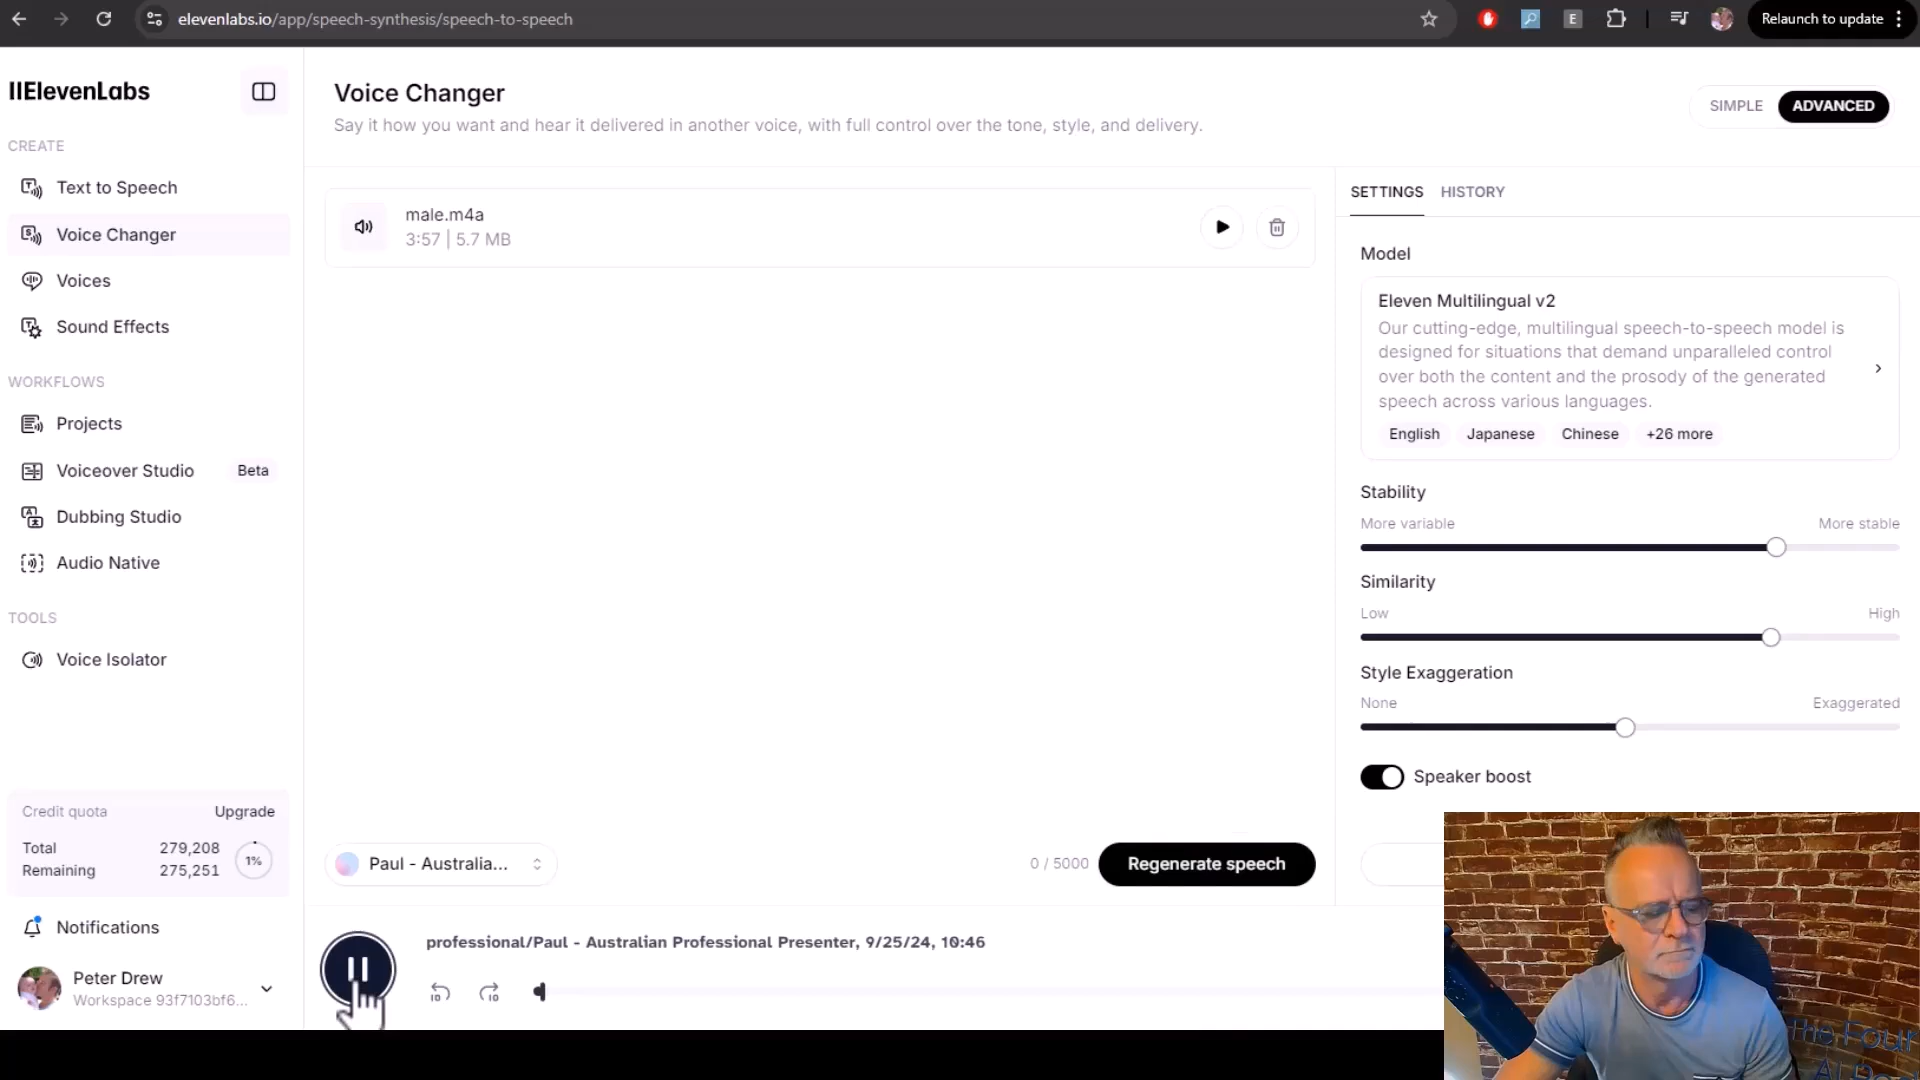 elevenlabs.io/app/speech-synthesis/speech-to-speech
E
Relaunch to update
IIElevenLabs
CREATE
Text to Speech
Voice Changer
Voices
Sound Effects
WORKFLOWS
Projects
Voiceover Studio Beta
Dubbing Studio
Audio Native
TOOLS
Voice Isolator
Credit quota Upgrade
Total 279,208
Remaining 275,251
1%
Notifications
Peter Drew
Workspace 93f7103bf6...
Voice Changer
Say it how you want and hear it delivered in another voice, with full control over the tone, style, and delivery.
SIMPLE ADVANCED
male.m4a
3:57 | 5.7 MB
SETTINGS HISTORY
Model
Eleven Multilingual v2
Our cutting-edge, multilingual speech-to-speech model is
designed for situations that demand unparalleled control
over both the content and the prosody of the generated
speech across various languages.
English Japanese Chinese +26 more
Stability
More variable More stable
Similarity
Low High
Style Exaggeration
None Exaggerated
Speaker boost
Paul - Australia...
0 / 5000
Regenerate speech
professional/Paul - Australian Professional Presenter, 9/25/24, 10:46
10 10
The Four